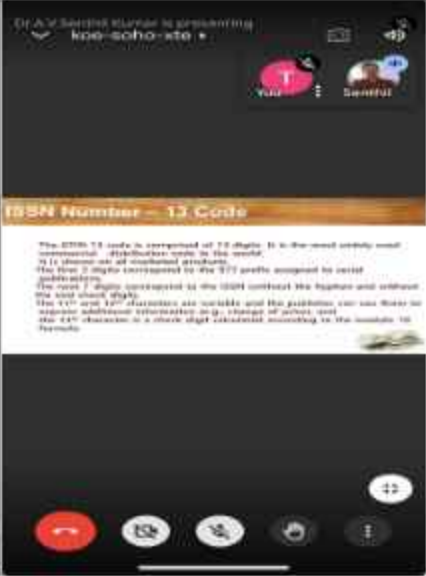 Dr A V Senthil Kumar is presenting
koe-soho-xte
T
You
Senthil
ISSN Number – 13 Code
The GTIN 13 code is comprised of 13 digits. It is the most widely used
commercial distribution code in the world.
It is shown on all marketed products.
The first 3 digits correspond to the 977 prefix assigned to serial
publications.
The next 7 digits correspond to the ISSN (without the hyphen and without
the end check digit).
The 11th and 12th characters are variable and the publisher can use them to
express additional information (e.g., change of price), and
the 13th character is a check digit calculated according to the modulo 10
formula.